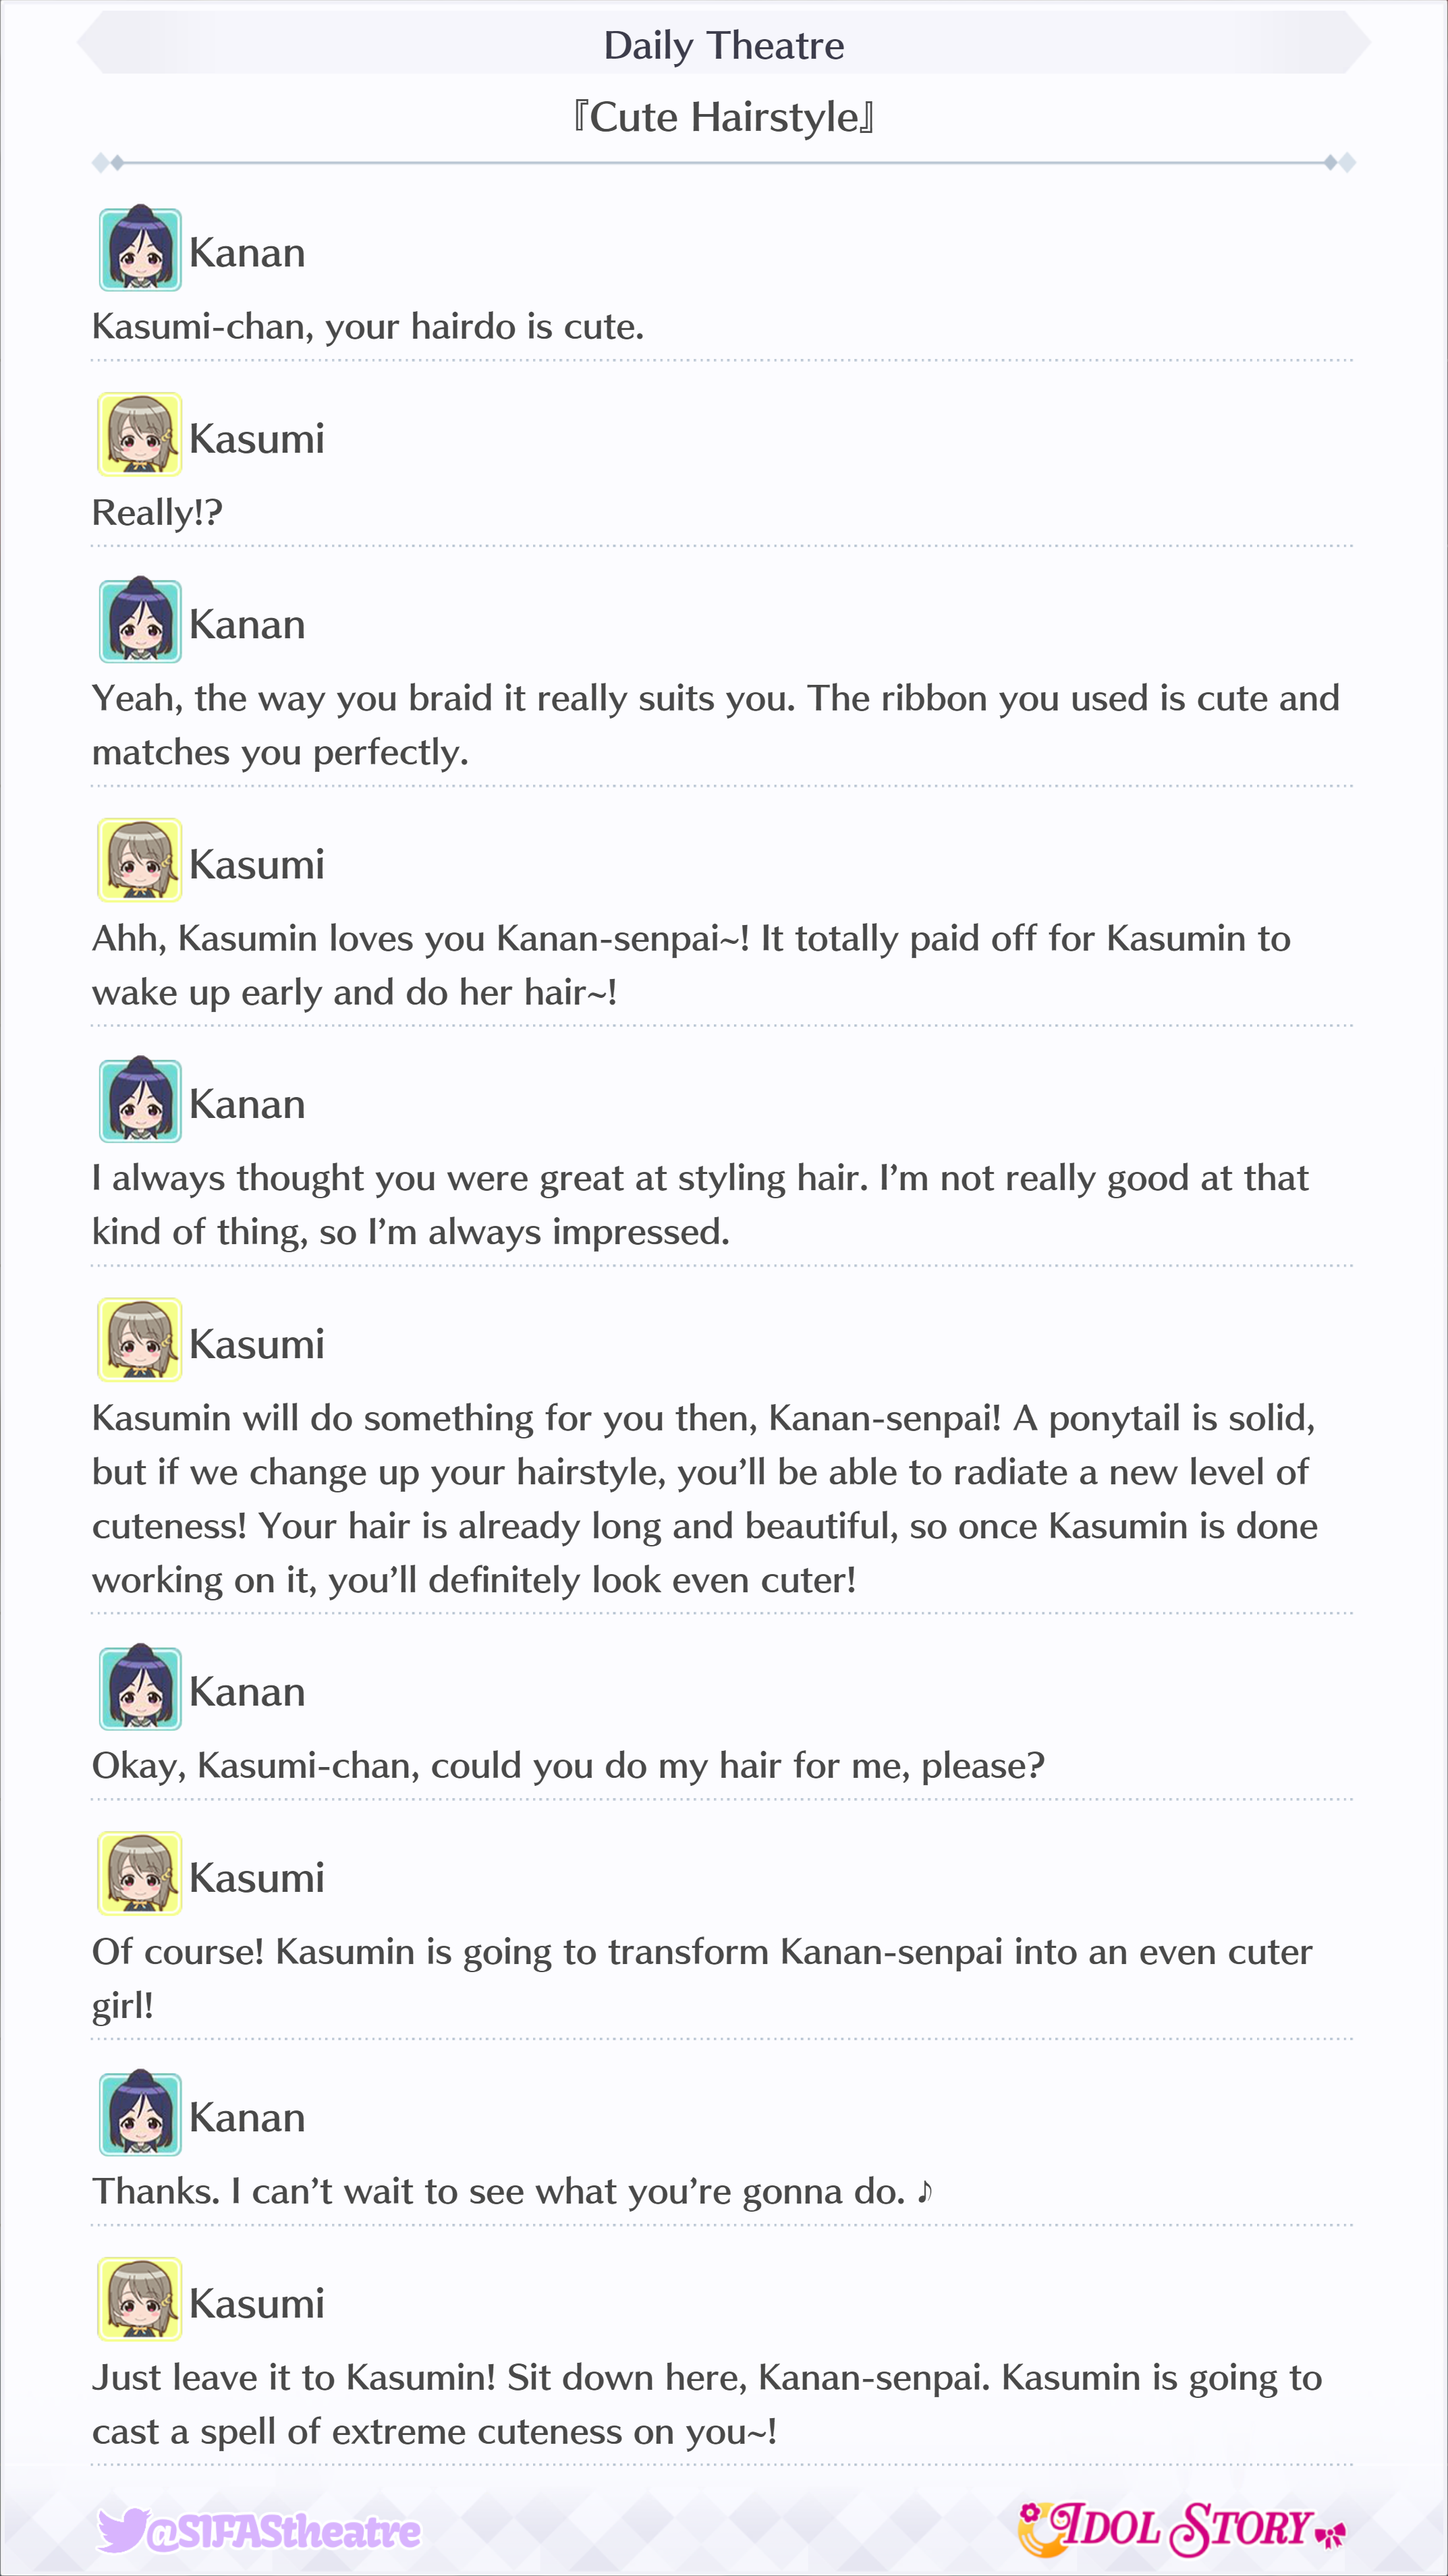 Daily Theatre
『Cute Hairstyle』
Kanan
Kasumi-chan, your hairdo is cute.
Kasumi
Really!?
Kanan
Yeah, the way you braid it really suits you. The ribbon you used is cute and
matches you perfectly.
Kasumi
Ahh, Kasumin loves you Kanan-senpai~! It totally paid off for Kasumin to
wake up early and do her hair~!
Kanan
I always thought you were great at styling hair. I’m not really good at that
kind of thing, so I’m always impressed.
Kasumi
Kasumin will do something for you then, Kanan-senpai! A ponytail is solid,
but if we change up your hairstyle, you’ll be able to radiate a new level of
cuteness! Your hair is already long and beautiful, so once Kasumin is done
working on it, you’ll definitely look even cuter!
Kanan
Okay, Kasumi-chan, could you do my hair for me, please?
Kasumi
Of course! Kasumin is going to transform Kanan-senpai into an even cuter
girl!
Kanan
Thanks. I can’t wait to see what you’re gonna do. ♪
Kasumi
Just leave it to Kasumin! Sit down here, Kanan-senpai. Kasumin is going to
cast a spell of extreme cuteness on you~!
@SIFAStheatre
IDOL STORY